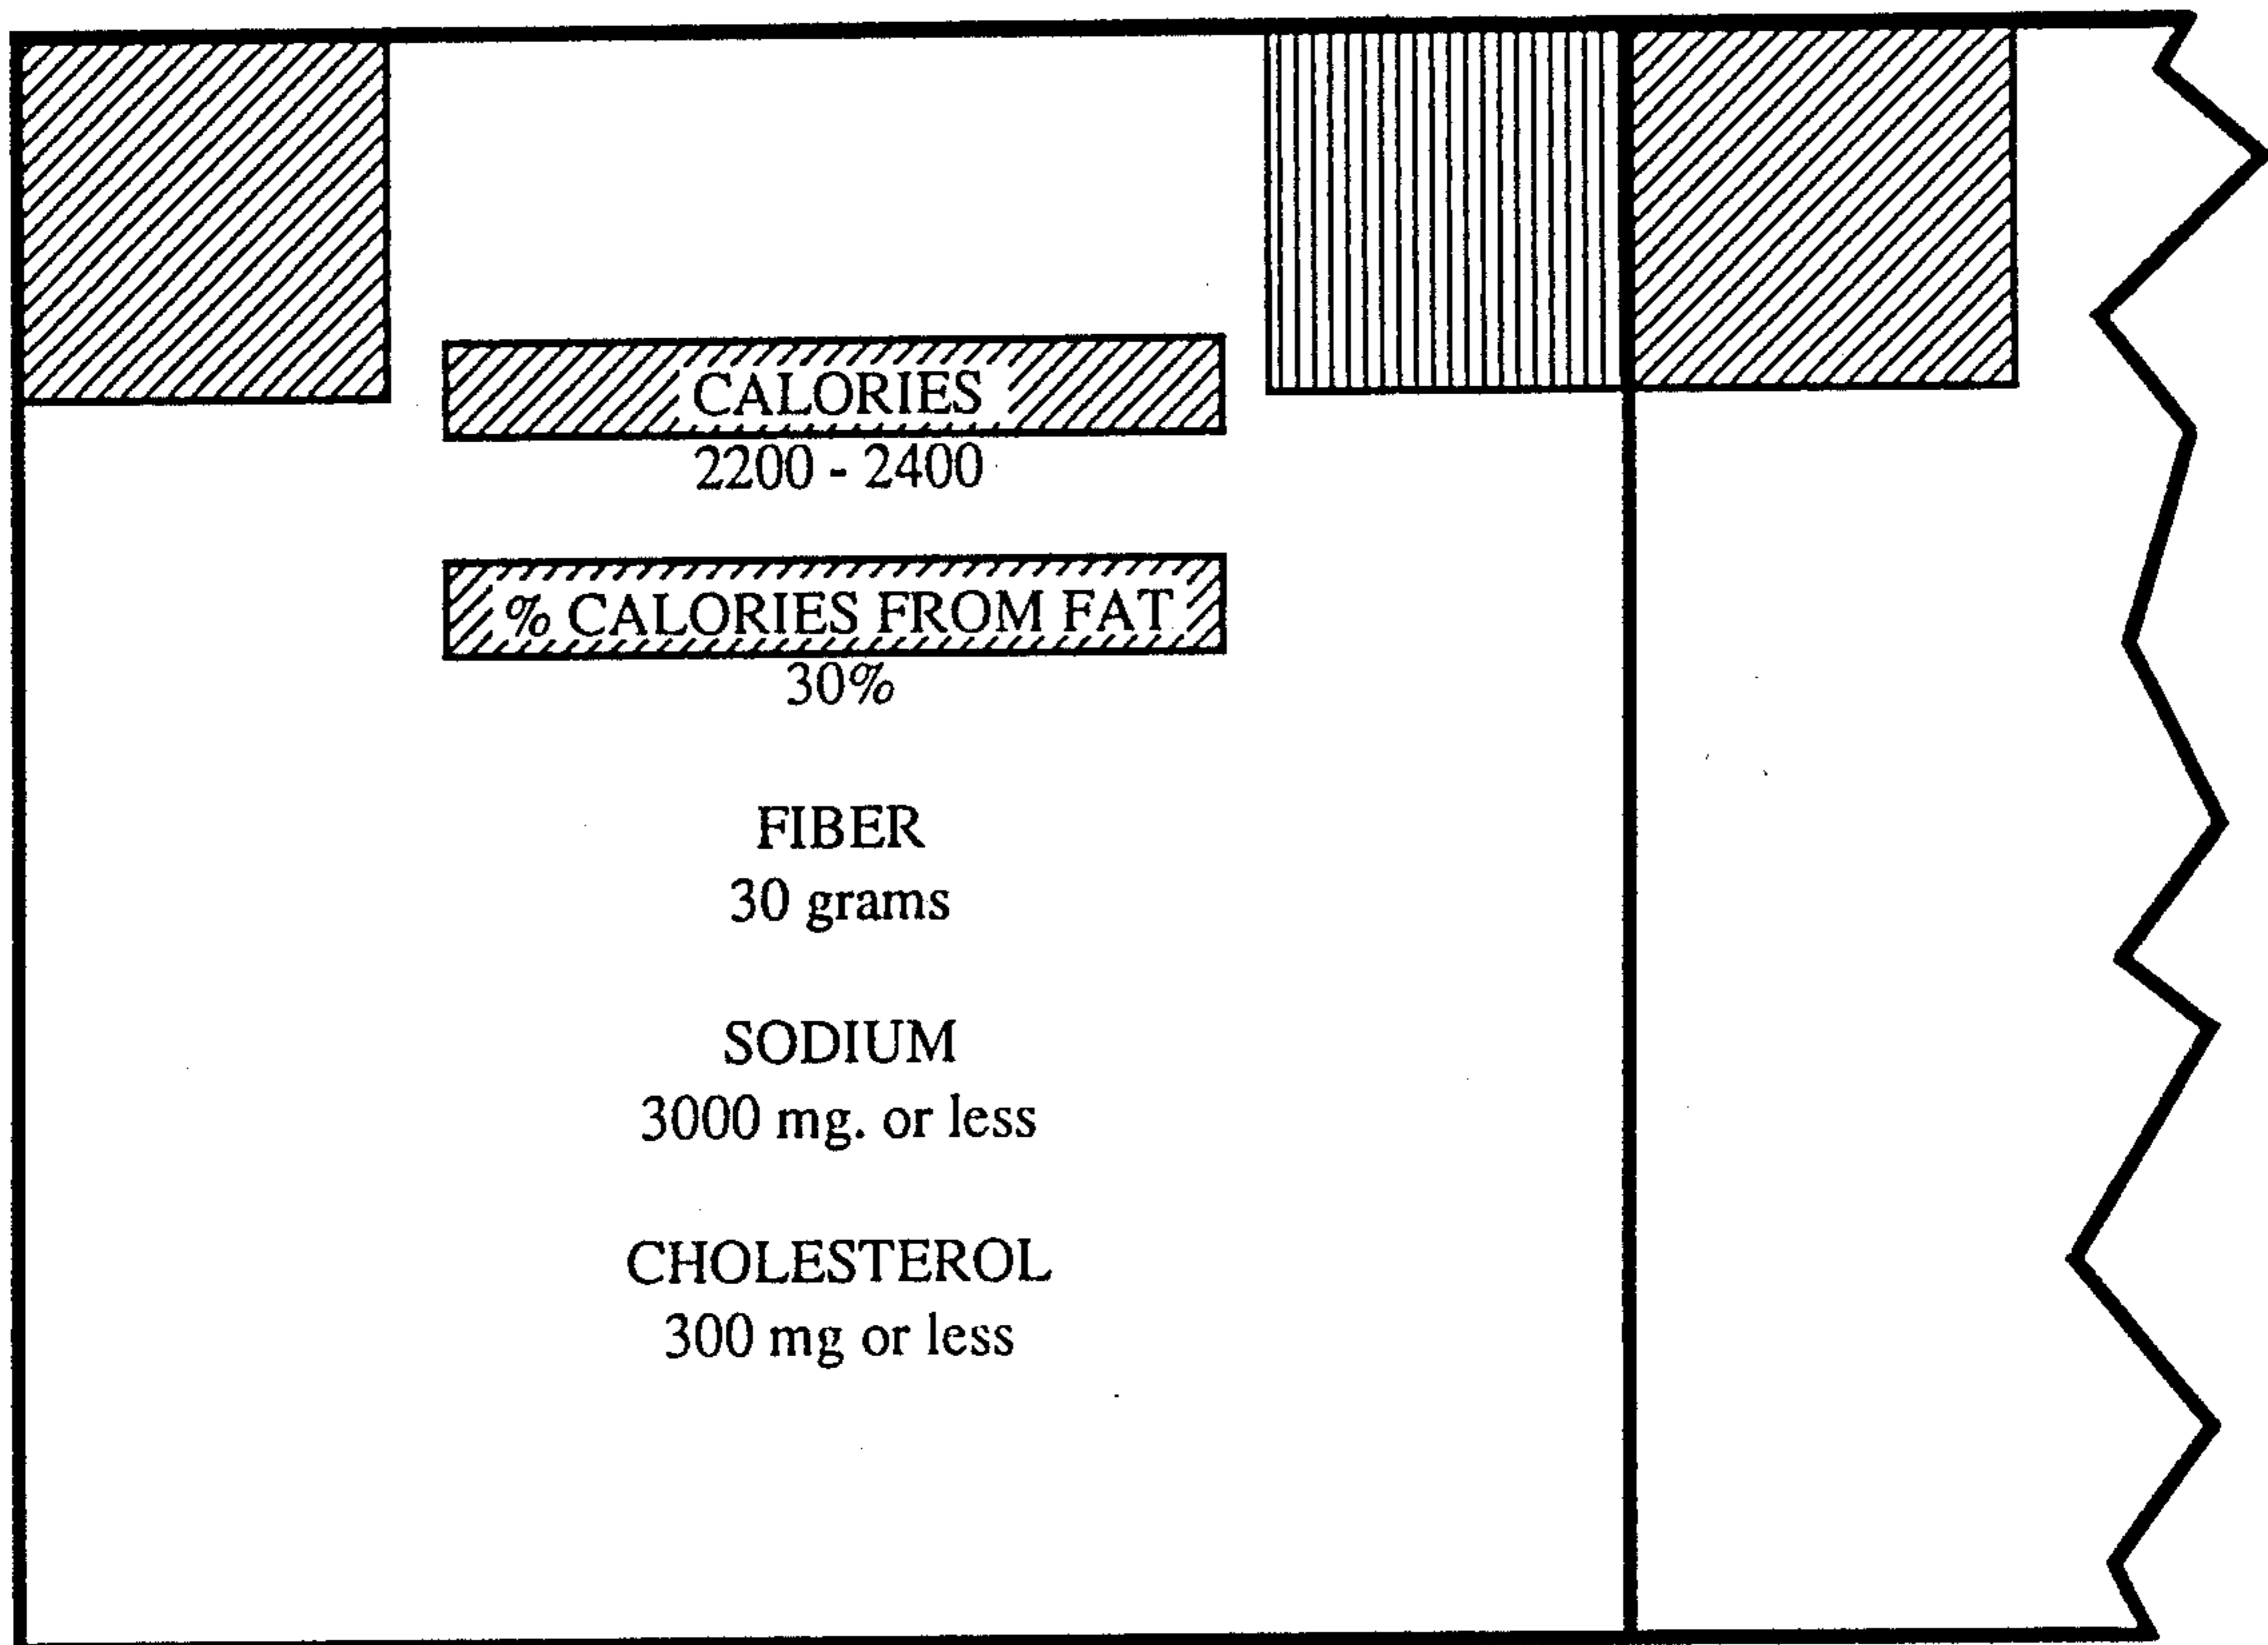 CALORIES
2200 - 2400
% CALORIES FROM FAT
30%
FIBER
30 grams
SODIUM
3000 mg. or less
CHOLESTEROL
300 mg or less